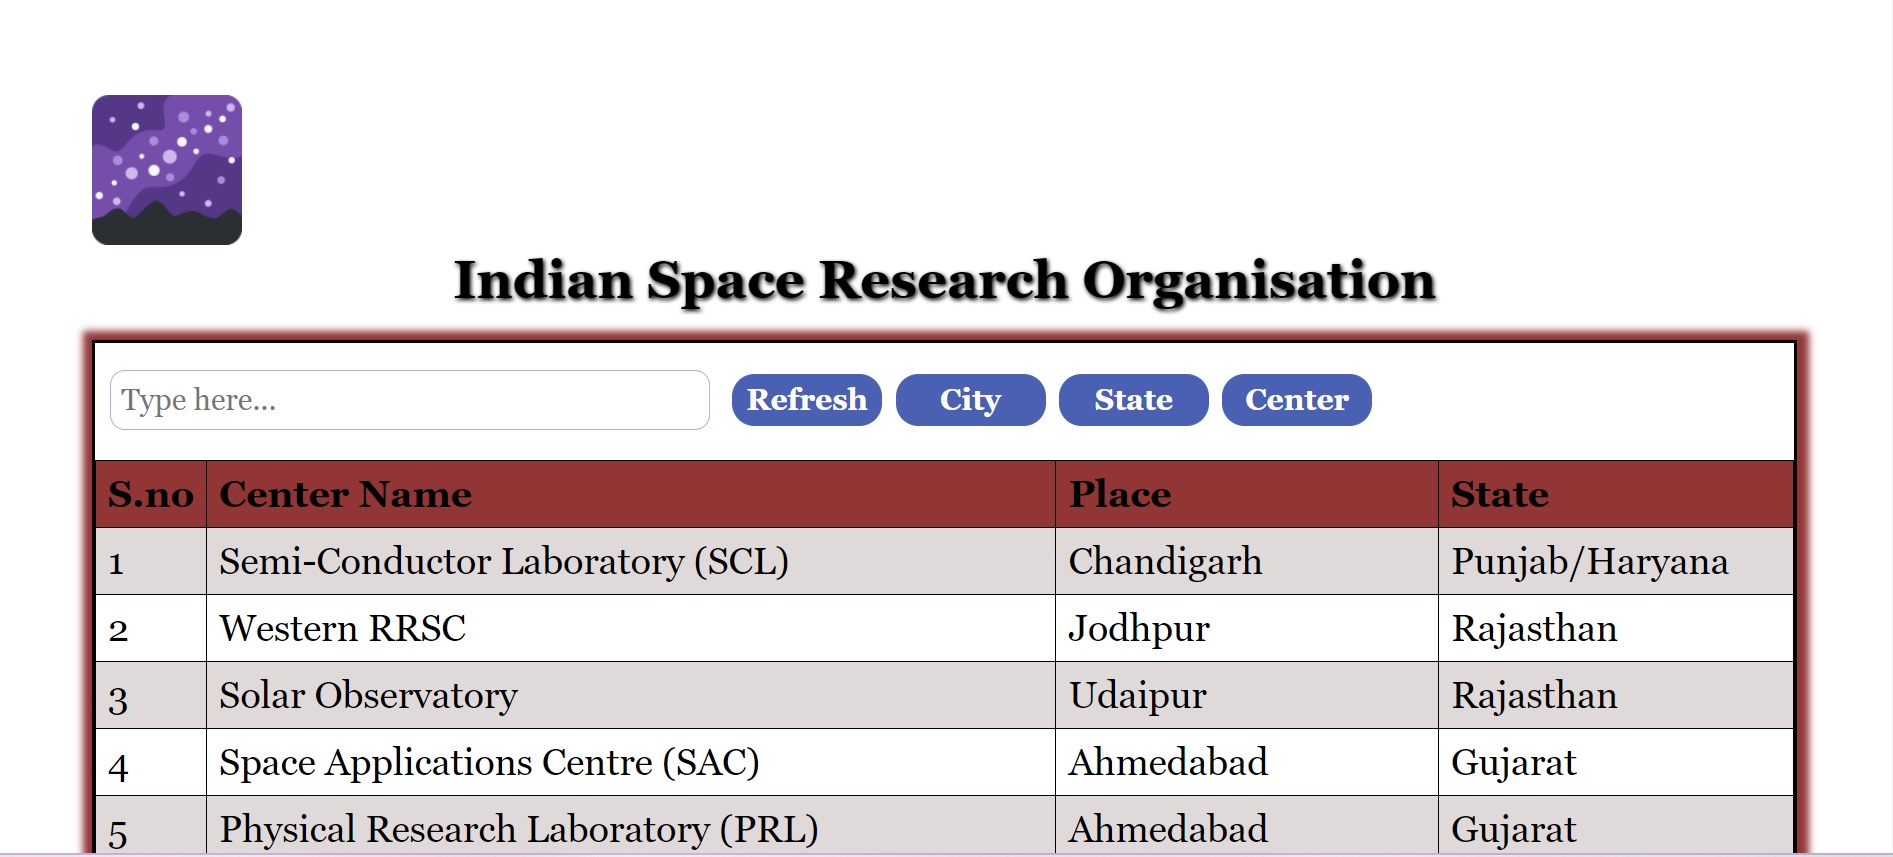 Indian Space Research Organisation
Type here... Refresh City State Center
S.no Center Name Place State
1 Semi-Conductor Laboratory (SCL) Chandigarh Punjab/Haryana
2 Western RRSC Jodhpur Rajasthan
3 Solar Observatory Udaipur Rajasthan
4 Space Applications Centre (SAC) Ahmedabad Gujarat
5 Physical Research Laboratory (PRL) Ahmedabad Gujarat